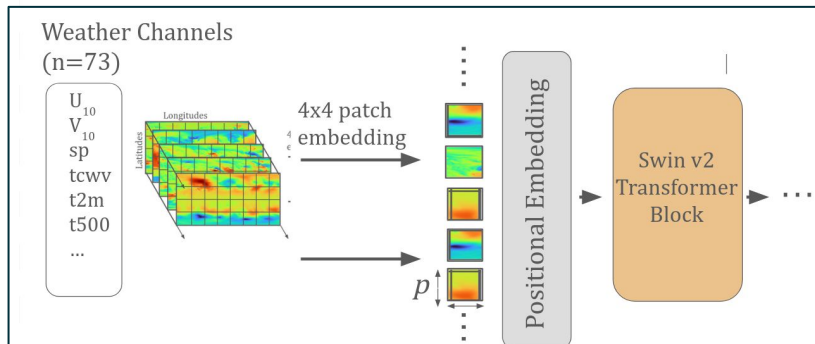 Weather Channels
(n=73)
U10
V10
sp
tcwv
t2m
t500
...
Longitudes
Latitudes
4x4 patch
embedding
p
Positional Embedding
Swin v2
Transformer
Block
...